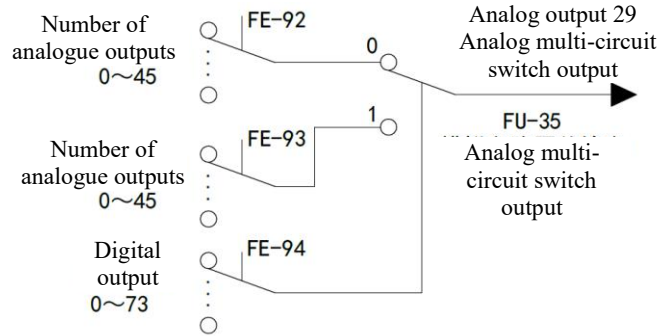 Number of
analogue outputs
0～45
FE-92
0
Analog output 29
Analog multi-circuit
switch output
1
FU-35
Number of
analogue outputs
0～45
FE-93
Analog multi-
circuit switch
output
Digital
output
0～73
FE-94